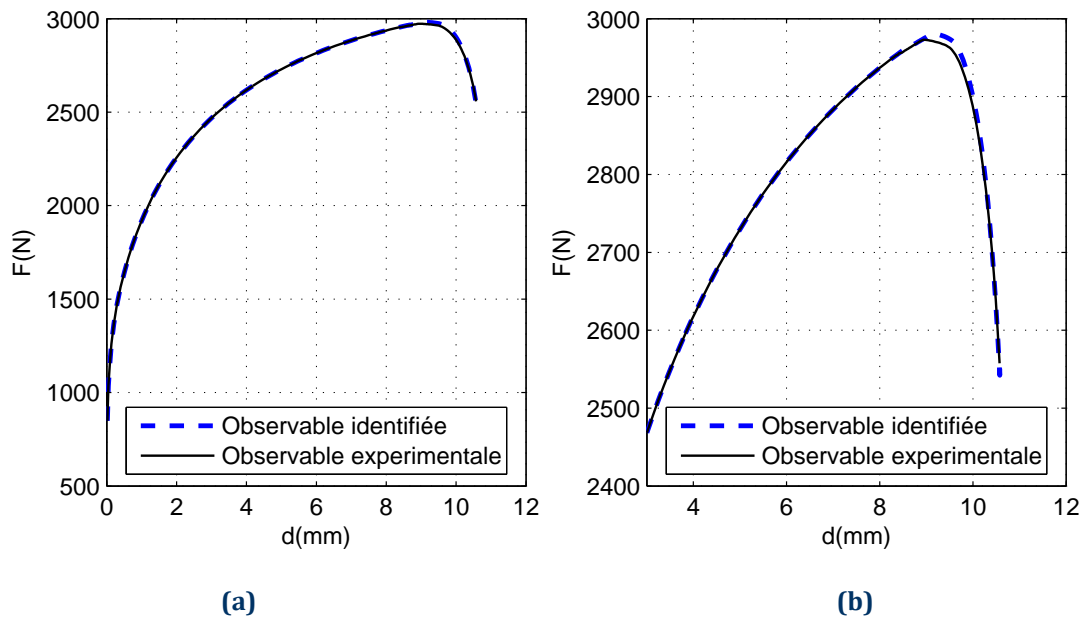 3000
2500
2000
1500
1000
500
F(N)
0 2 4 6 8 10 12
d(mm)
Observable identifiée
Observable experimentale
(a)
3000
2900
2800
2700
2600
2500
2400
F(N)
4 6 8 10 12
d(mm)
Observable identifiée
Observable experimentale
(b)